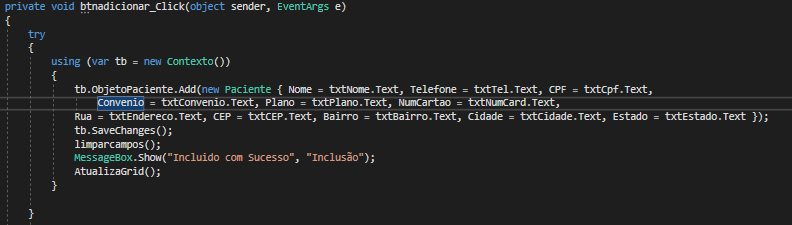 private void btnadicionar_Click(object sender, EventArgs e)
{
try
{
using (var tb = new Contexto())
{
tb.ObjetoPaciente.Add(new Paciente { Nome = txtNome.Text, Telefone = txtTel.Text, CPF = txtCpf.Text,
Convenio = txtConvenio.Text, Plano = txtPlano.Text, NumCartao = txtNumCard.Text,
Rua = txtEndereco.Text, CEP = txtCEP.Text, Bairro = txtBairro.Text, Cidade = txtCidade.Text, Estado = txtEstado.Text });
tb.SaveChanges();
limparcampos();
MessageBox.Show("Incluido com Sucesso", "Inclusão");
AtualizaGrid();
}
}